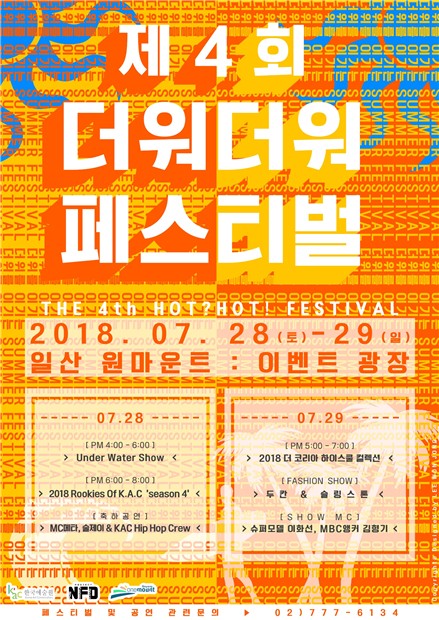 제 4 회
더워더워
페스티벌
THE 4th HOT?HOT! FESTIVAL
2018. 07. 28(토)-29(일)
일산 원마운트 : 이벤트 광장
07.28
[ PM 4:00 - 6:00 ]
> Under Water Show <
[ PM 6:00 - 8:00 ]
> 2018 Rookies Of K.A.C 'season 4' <
[ 축 하 공 연 ]
> MC메타, 술제이 & KAC Hip Hop Crew <
07.29
[ PM 5:00 - 7:00 ]
> 2018 더 코리아 하이스쿨 컬렉션 <
[ FASHION SHOW ]
> 두 칸 & 슬링스톤 <
[ SHOW MC ]
> 슈퍼모델 이화선, MBC앵커 김형기 <
kac 한국예술원
NFD
onemount
페스티벌 및 공연 관련문의 ▶ 02)777-6134